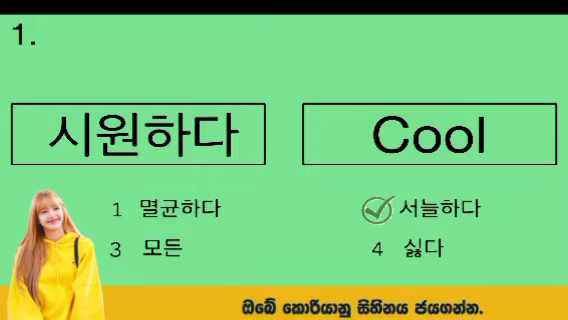 1.
시원하다 Cool
1 멸균하다 서늘하다
3 모든 4 싫다
ඔබේ කොරියානු සිහිනය ජයගන්න.